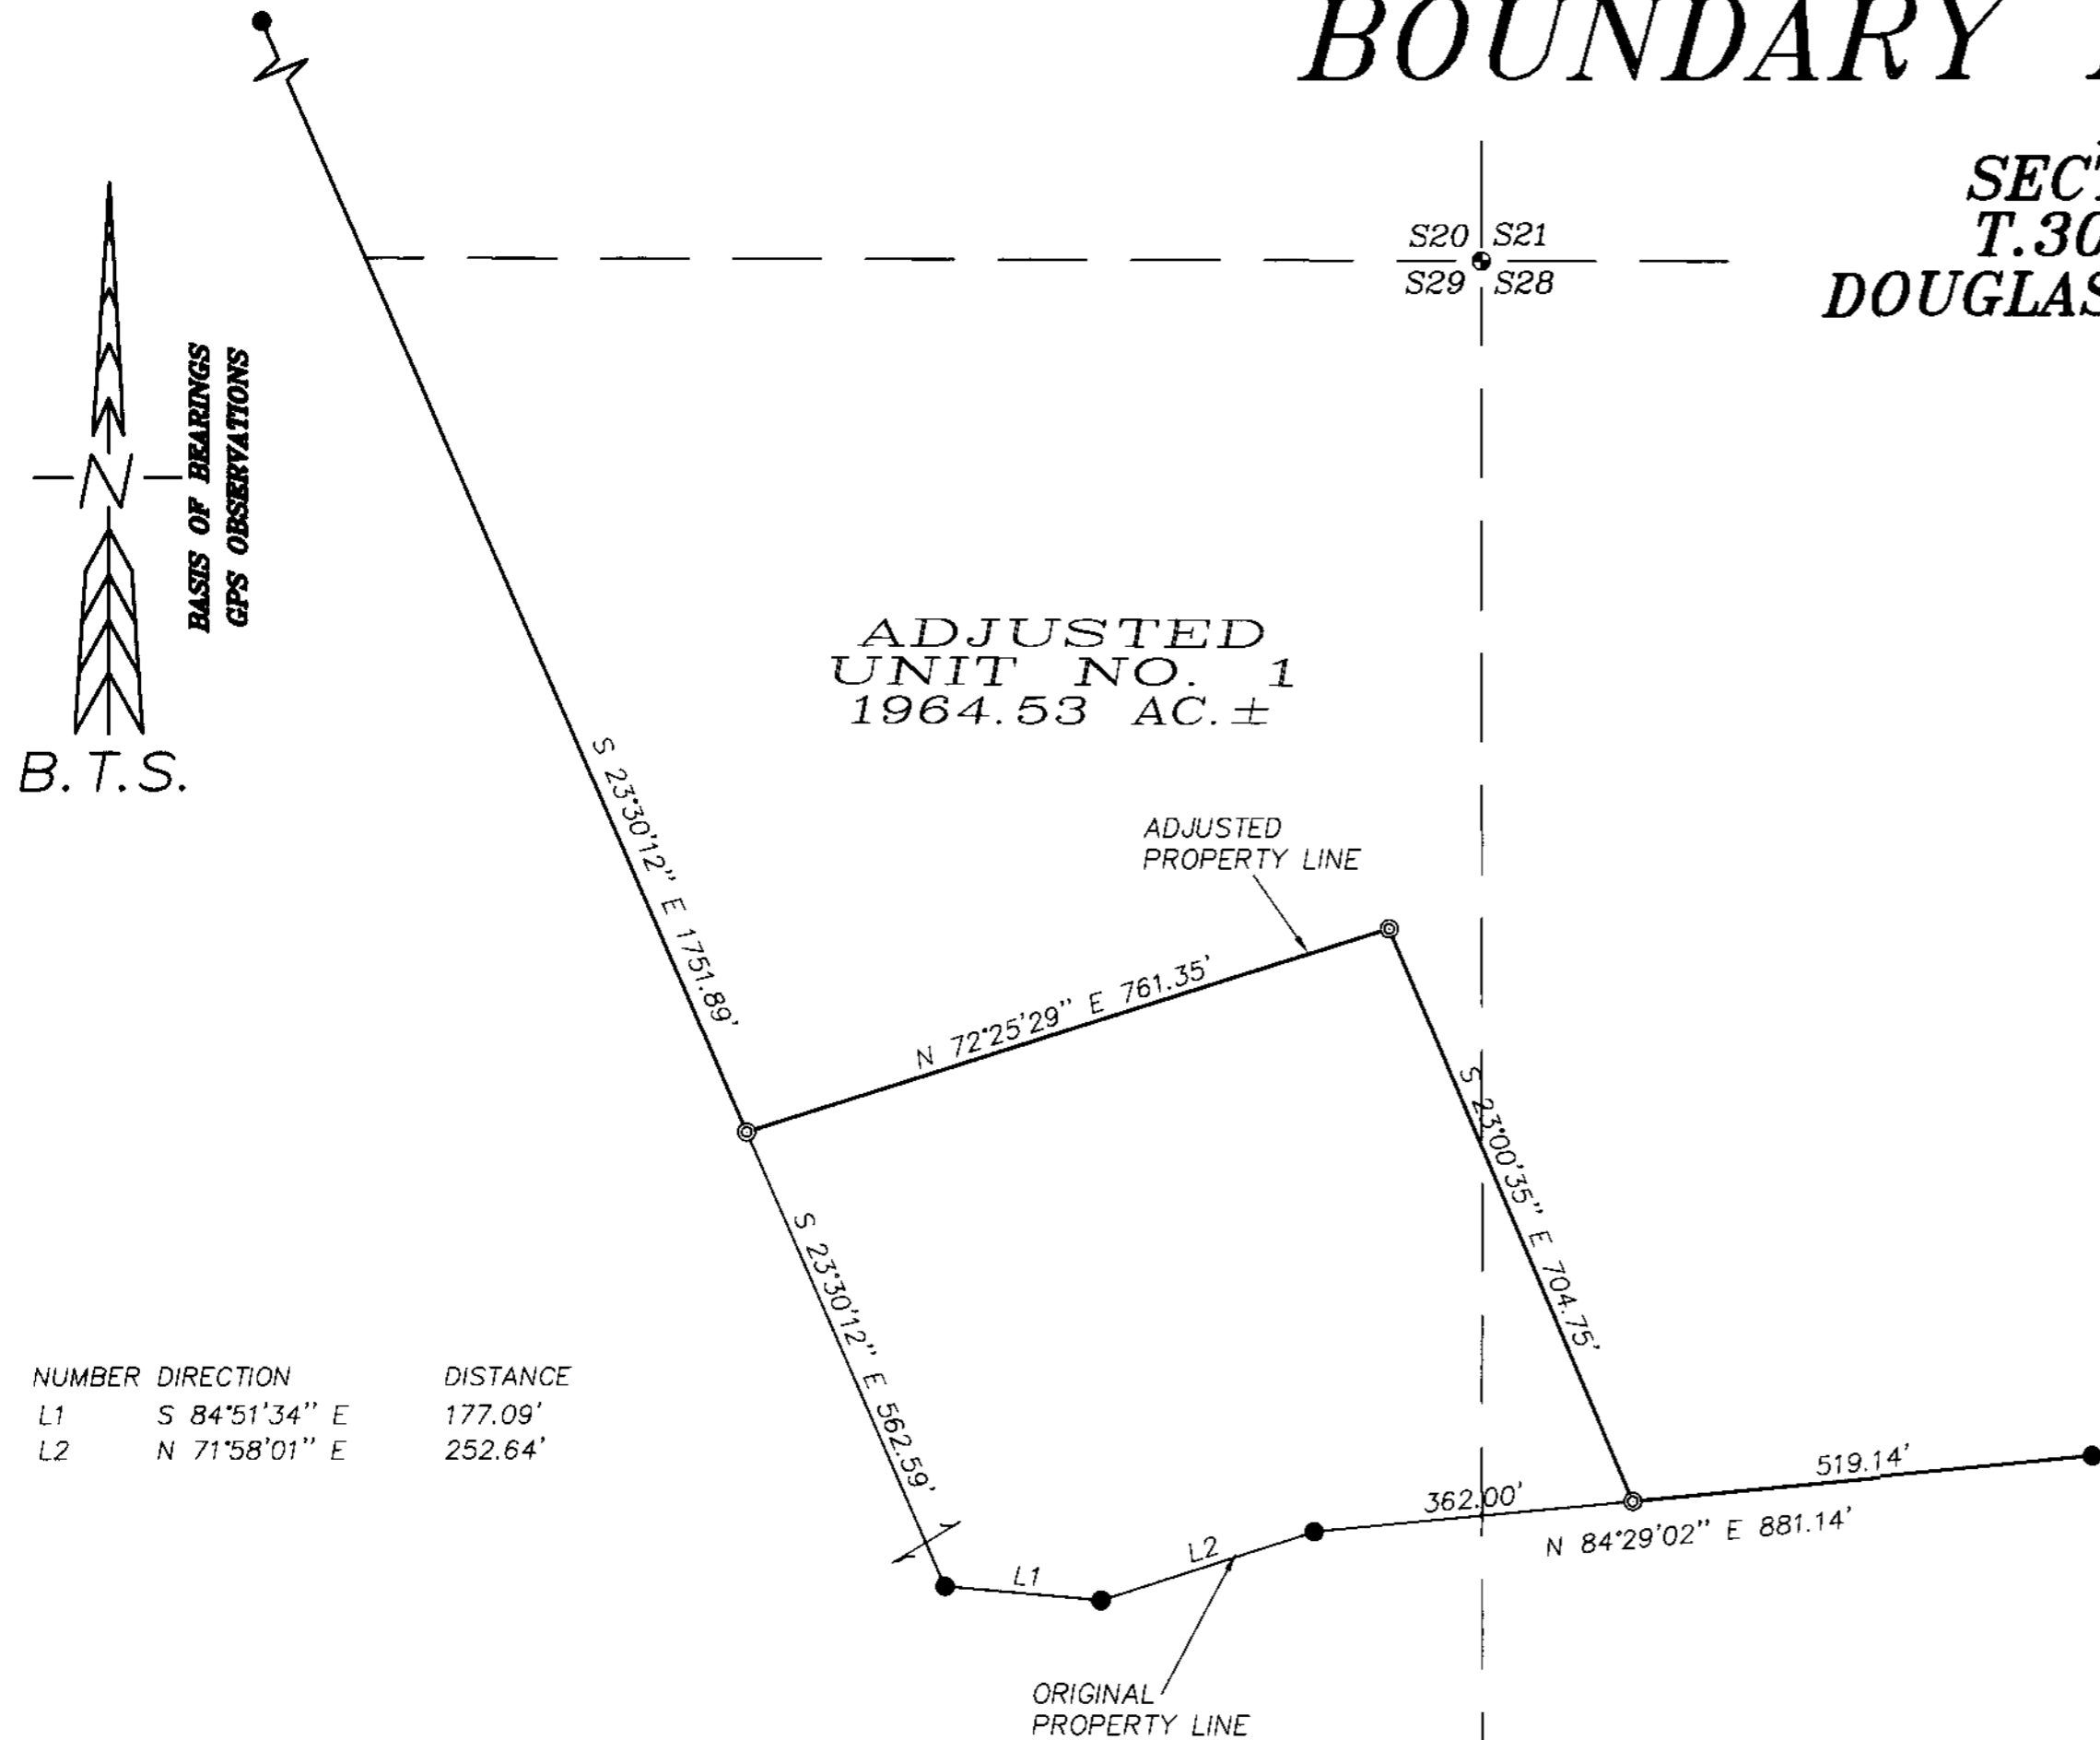 BOUNDARY
SECT
T.30
DOUGLAS
S20 S21
S29 S28
BASIS OF BEARINGS
GPS OBSERVATIONS
N
B.T.S.
ADJUSTED
UNIT NO. 1
1964.53 AC.±
S 23°30'12" E 1751.89'
ADJUSTED
PROPERTY LINE
N 72°25'29" E 761.35'
S 23°00'35" E 704.75'
S 23°30'12" E 562.59'
NUMBER DIRECTION DISTANCE
L1 S 84°51'34" E 177.09'
L2 N 71°58'01" E 252.64'
519.14'
362.00'
N 84°29'02" E 881.14'
L2
L1
ORIGINAL
PROPERTY LINE